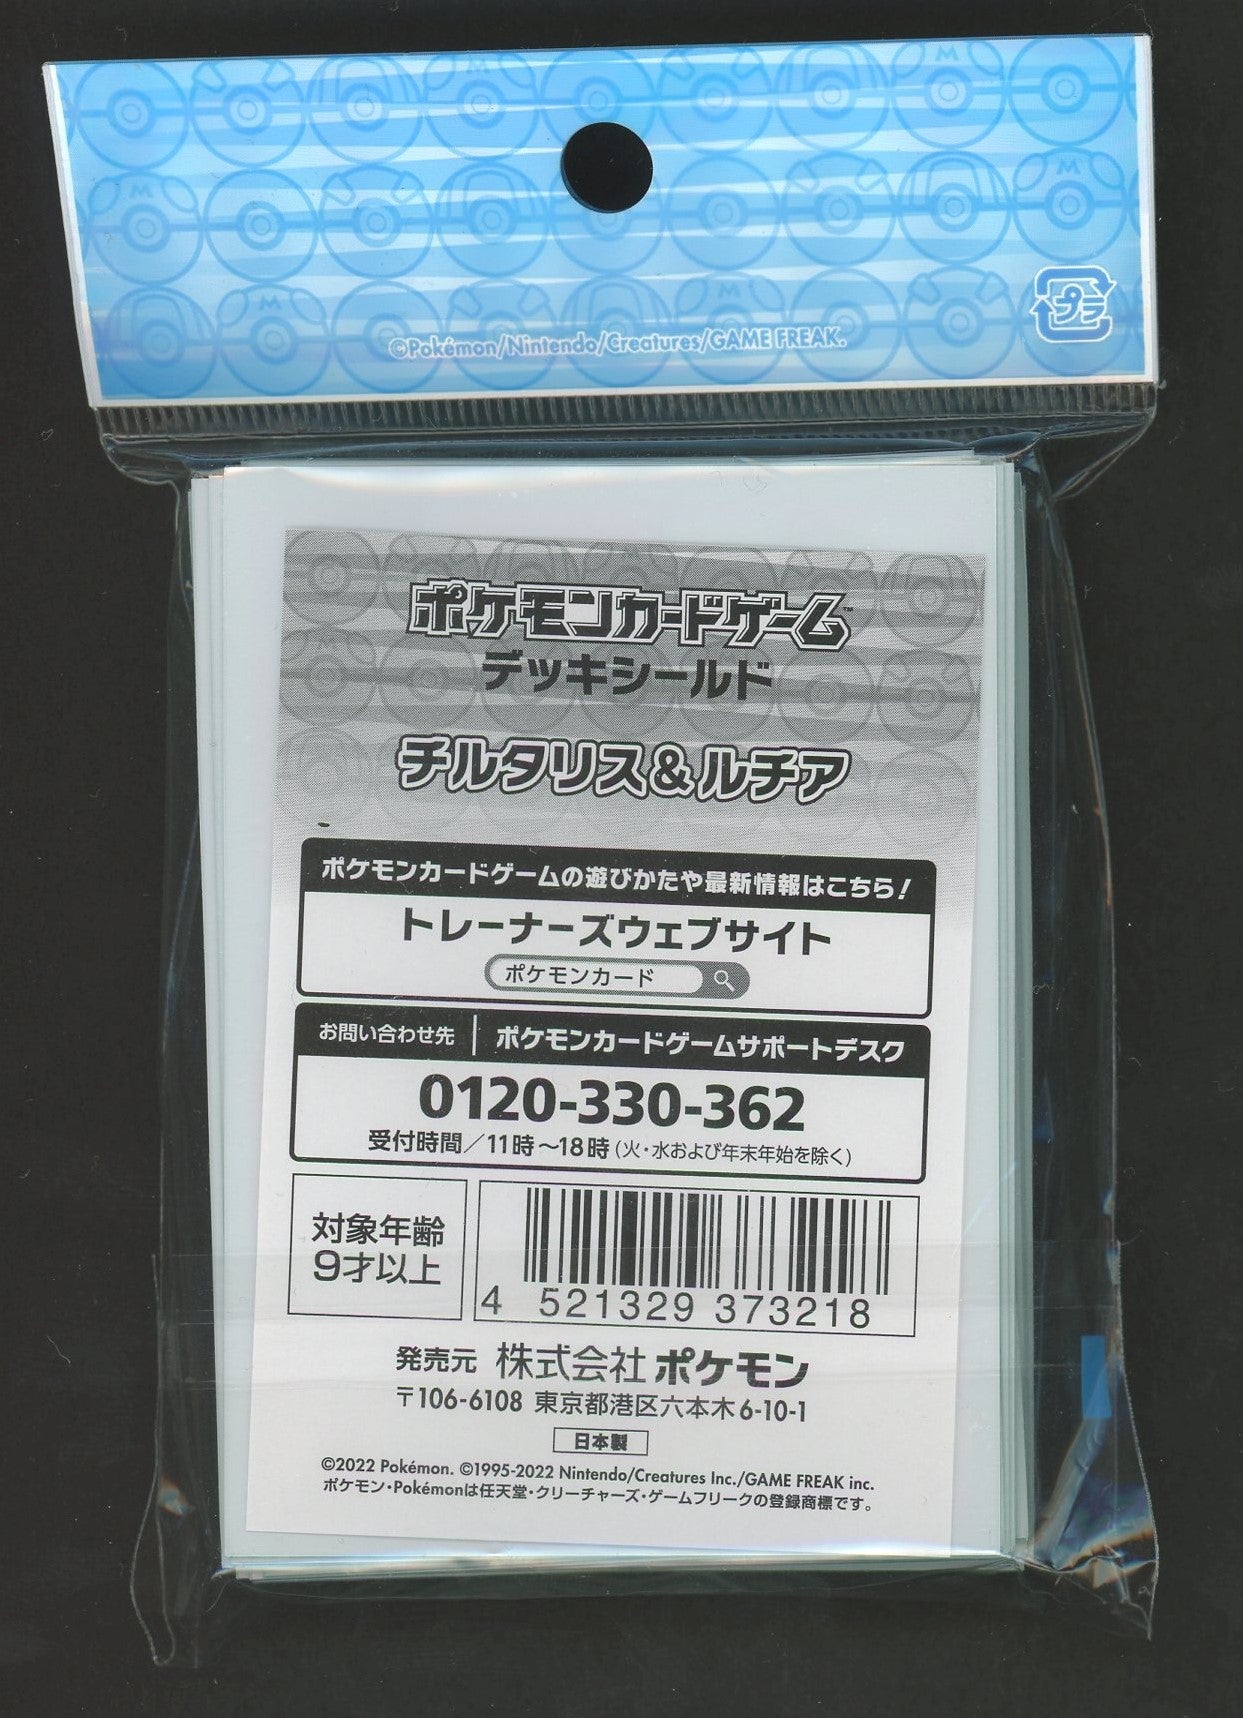 プラ
©Pokémon/Nintendo/Creatures/GAME FREAK.
ポケモンカードゲーム™
デッキシールド
チルタリス&ルチア
ポケモンカードゲームの遊びかたや最新情報はこちら!
トレーナーズウェブサイト
ポケモンカード
お問い合わせ先 ポケモンカードゲームサポートデスク
0120-330-362
受付時間/11時〜18時(火・水および年末年始を除く)
対象年齢
9才以上
4 521329 373218
発売元 株式会社ポケモン
〒106-6108 東京都港区六本木6-10-1
日本製
©2022 Pokémon. ©1995-2022 Nintendo/Creatures Inc./GAME FREAK inc.
ポケモン・Pokémonは任天堂・クリーチャーズ・ゲームフリークの登録商標です。